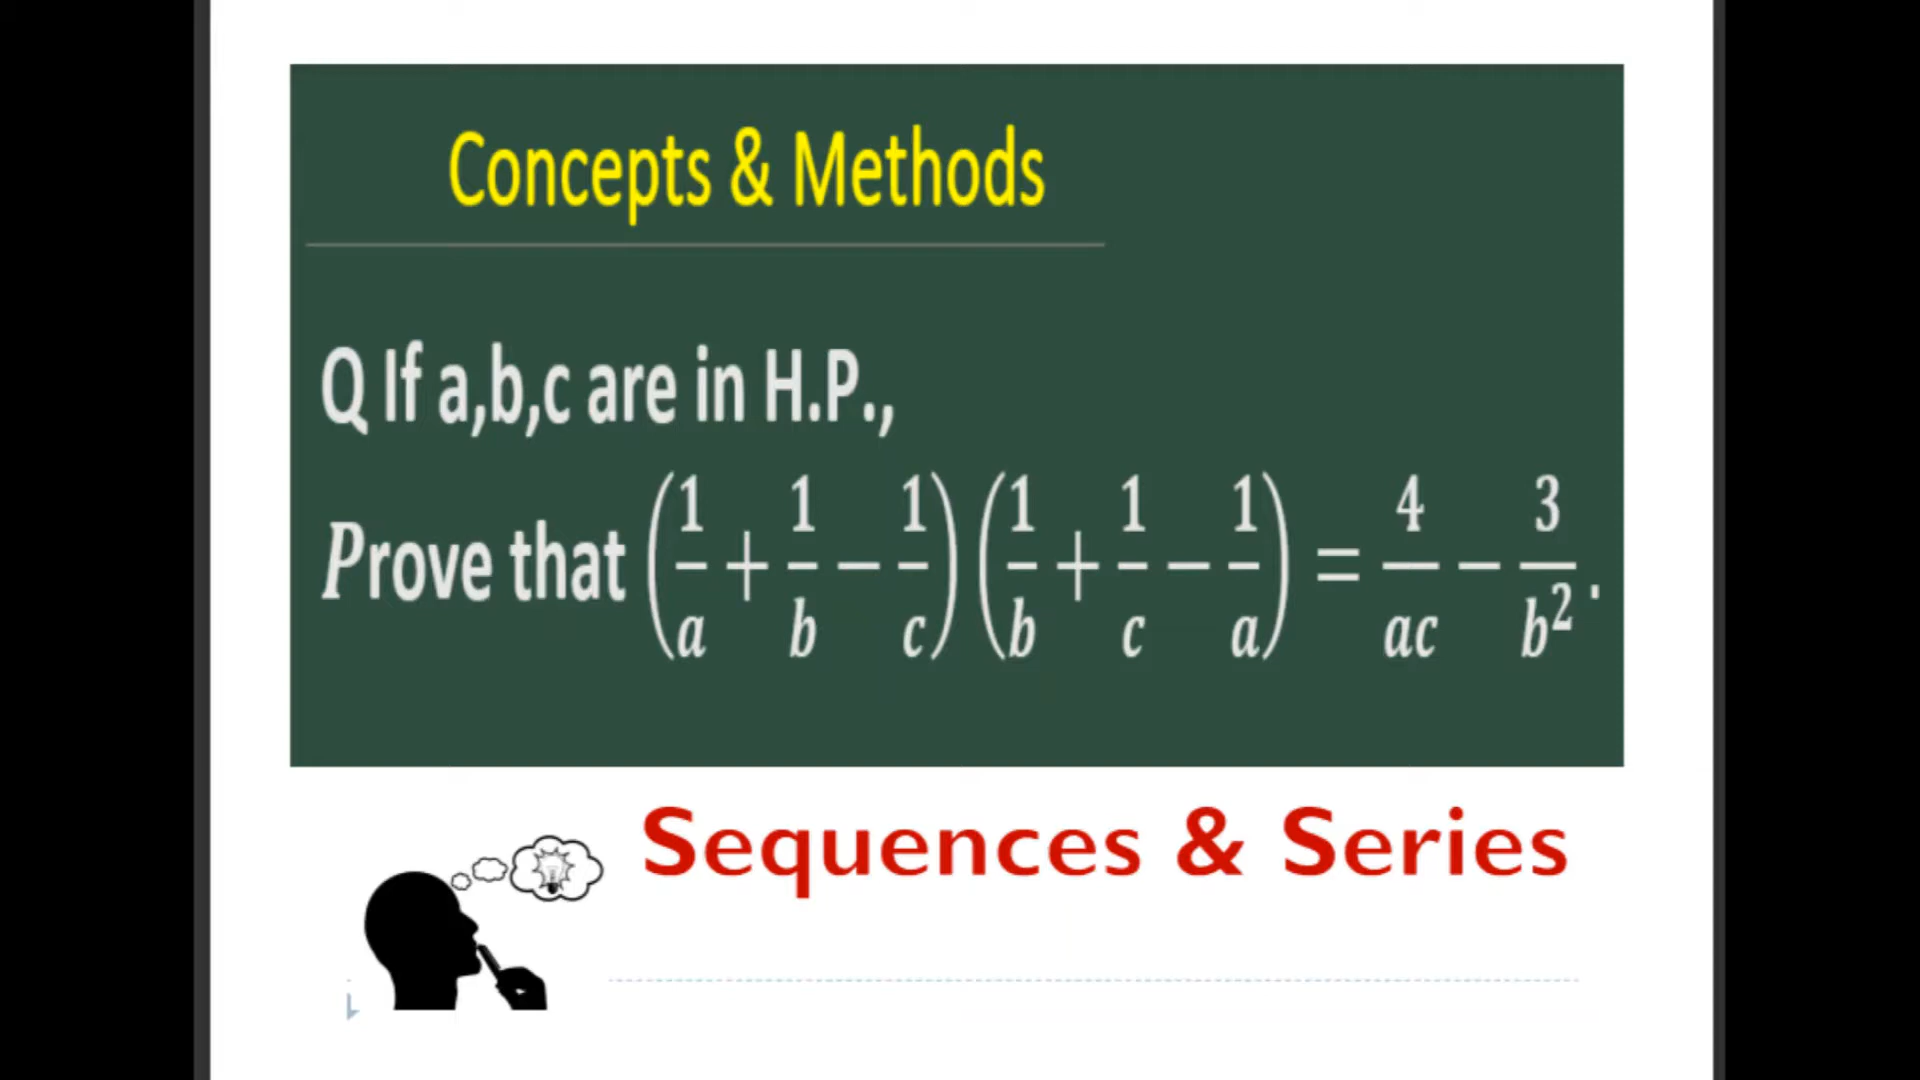 Concepts & Methods
Q If a,b,c are in H.P.,
Prove that (1/a + 1/b − 1/c)(1/b + 1/c − 1/a) = 4/ac − 3/b².
Sequences & Series